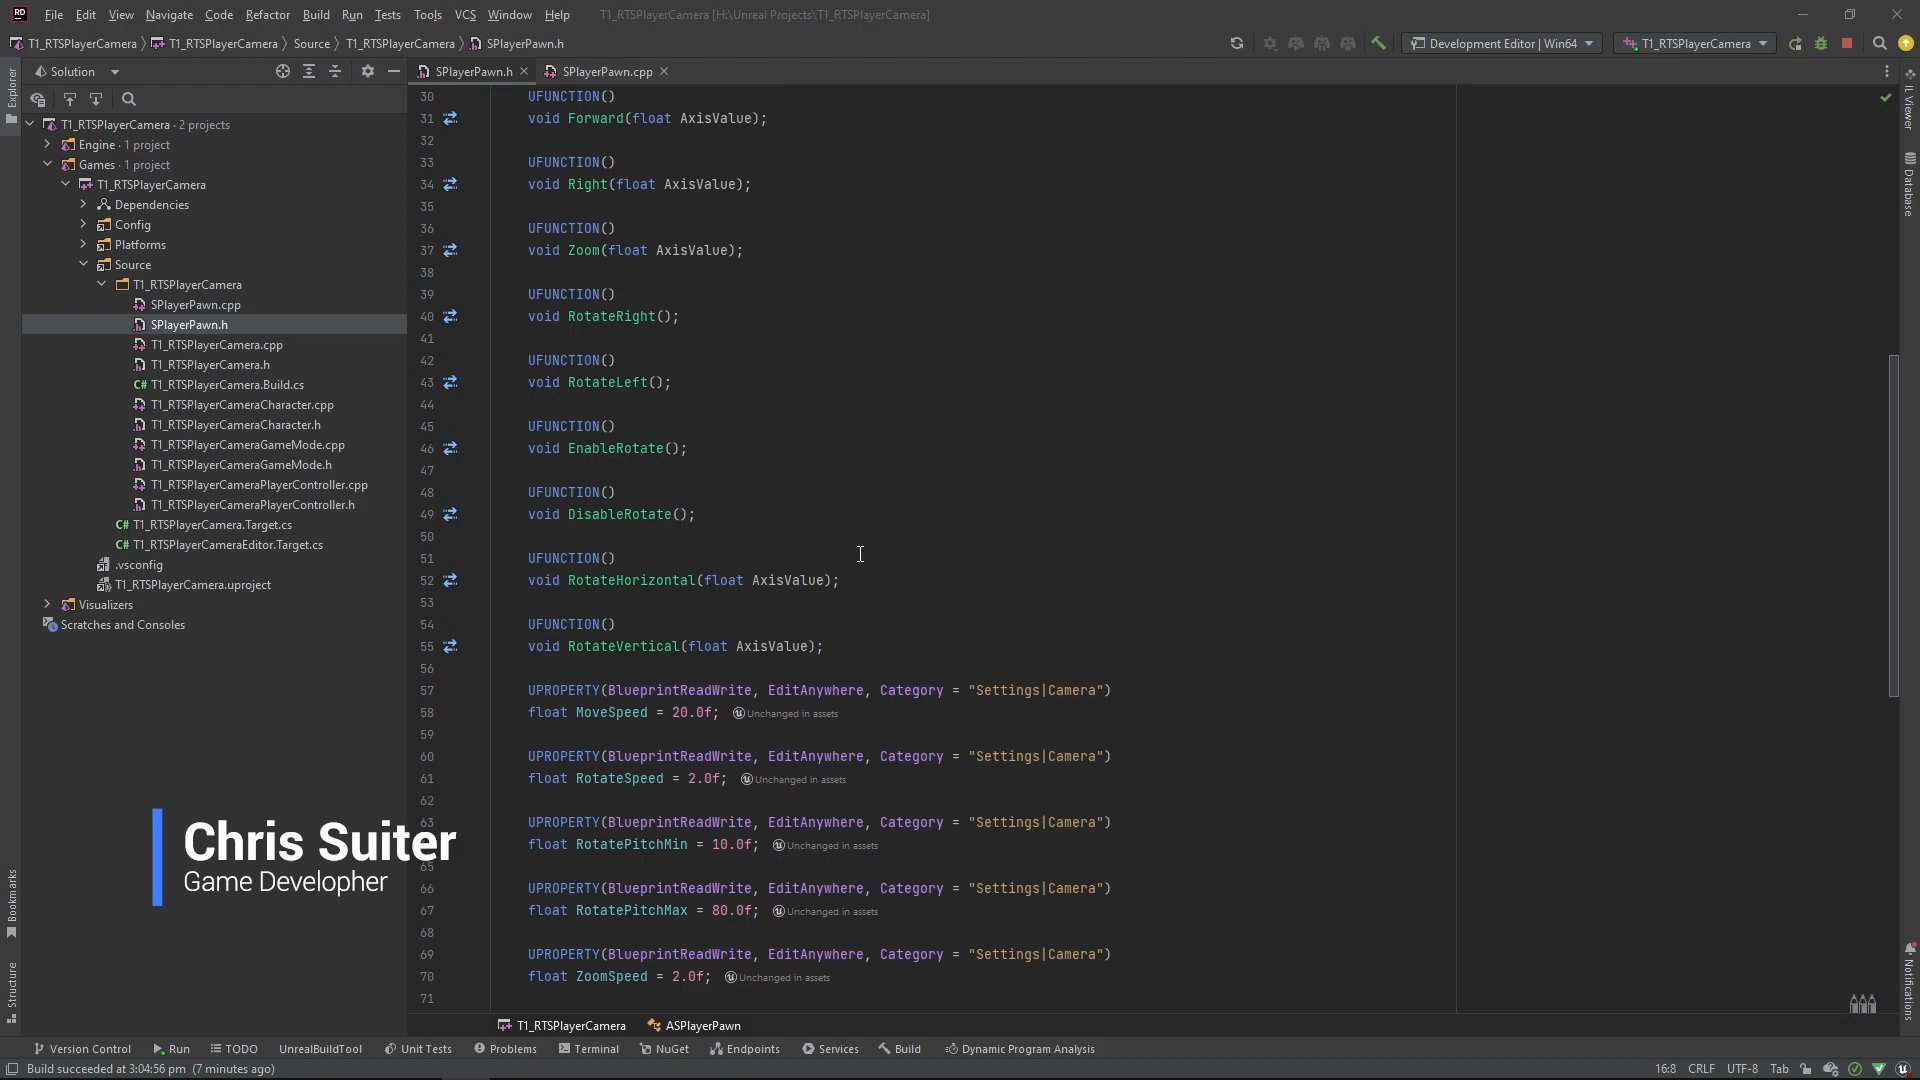 RD File Edit View Navigate Code Refactor Build Run Tests Tools VCS Window Help T1_RTSPlayerCamera [H:\Unreal Projects\T1_RTSPlayerCamera]
T1_RTSPlayerCamera T1_RTSPlayerCamera Source T1_RTSPlayerCamera SPlayerPawn.h Development Editor | Win64 T1_RTSPlayerCamera
Explorer
Solution
SPlayerPawn.h SPlayerPawn.cpp
T1_RTSPlayerCamera · 2 projects
Engine · 1 project
Games · 1 project
T1_RTSPlayerCamera
Dependencies
Config
Platforms
Source
T1_RTSPlayerCamera
SPlayerPawn.cpp
SPlayerPawn.h
T1_RTSPlayerCamera.cpp
T1_RTSPlayerCamera.h
C# T1_RTSPlayerCamera.Build.cs
T1_RTSPlayerCameraCharacter.cpp
T1_RTSPlayerCameraCharacter.h
T1_RTSPlayerCameraGameMode.cpp
T1_RTSPlayerCameraGameMode.h
T1_RTSPlayerCameraPlayerController.cpp
T1_RTSPlayerCameraPlayerController.h
C# T1_RTSPlayerCamera.Target.cs
C# T1_RTSPlayerCameraEditor.Target.cs
.vsconfig
T1_RTSPlayerCamera.uproject
Visualizers
Scratches and Consoles
30 UFUNCTION()
31 void Forward(float AxisValue);
32
33 UFUNCTION()
34 void Right(float AxisValue);
35
36 UFUNCTION()
37 void Zoom(float AxisValue);
38
39 UFUNCTION()
40 void RotateRight();
41
42 UFUNCTION()
43 void RotateLeft();
44
45 UFUNCTION()
46 void EnableRotate();
47
48 UFUNCTION()
49 void DisableRotate();
50
51 UFUNCTION()
52 void RotateHorizontal(float AxisValue);
53
54 UFUNCTION()
55 void RotateVertical(float AxisValue);
56
57 UPROPERTY(BlueprintReadWrite, EditAnywhere, Category = "Settings|Camera")
58 float MoveSpeed = 20.0f; Unchanged in assets
59
60 UPROPERTY(BlueprintReadWrite, EditAnywhere, Category = "Settings|Camera")
61 float RotateSpeed = 2.0f; Unchanged in assets
62
63 UPROPERTY(BlueprintReadWrite, EditAnywhere, Category = "Settings|Camera")
float RotatePitchMin = 10.0f; Unchanged in assets
65
66 UPROPERTY(BlueprintReadWrite, EditAnywhere, Category = "Settings|Camera")
67 float RotatePitchMax = 80.0f; Unchanged in assets
68
69 UPROPERTY(BlueprintReadWrite, EditAnywhere, Category = "Settings|Camera")
70 float ZoomSpeed = 2.0f; Unchanged in assets
71
Chris Suiter
Game Developher
Bookmarks
Structure
IL Viewer
Database
Notifications
T1_RTSPlayerCamera ASPlayerPawn
Version Control Run TODO UnrealBuildTool Unit Tests Problems Terminal NuGet Endpoints Services Build Dynamic Program Analysis
Build succeeded at 3:04:56 pm (7 minutes ago) 16:8 CRLF UTF-8 Tab